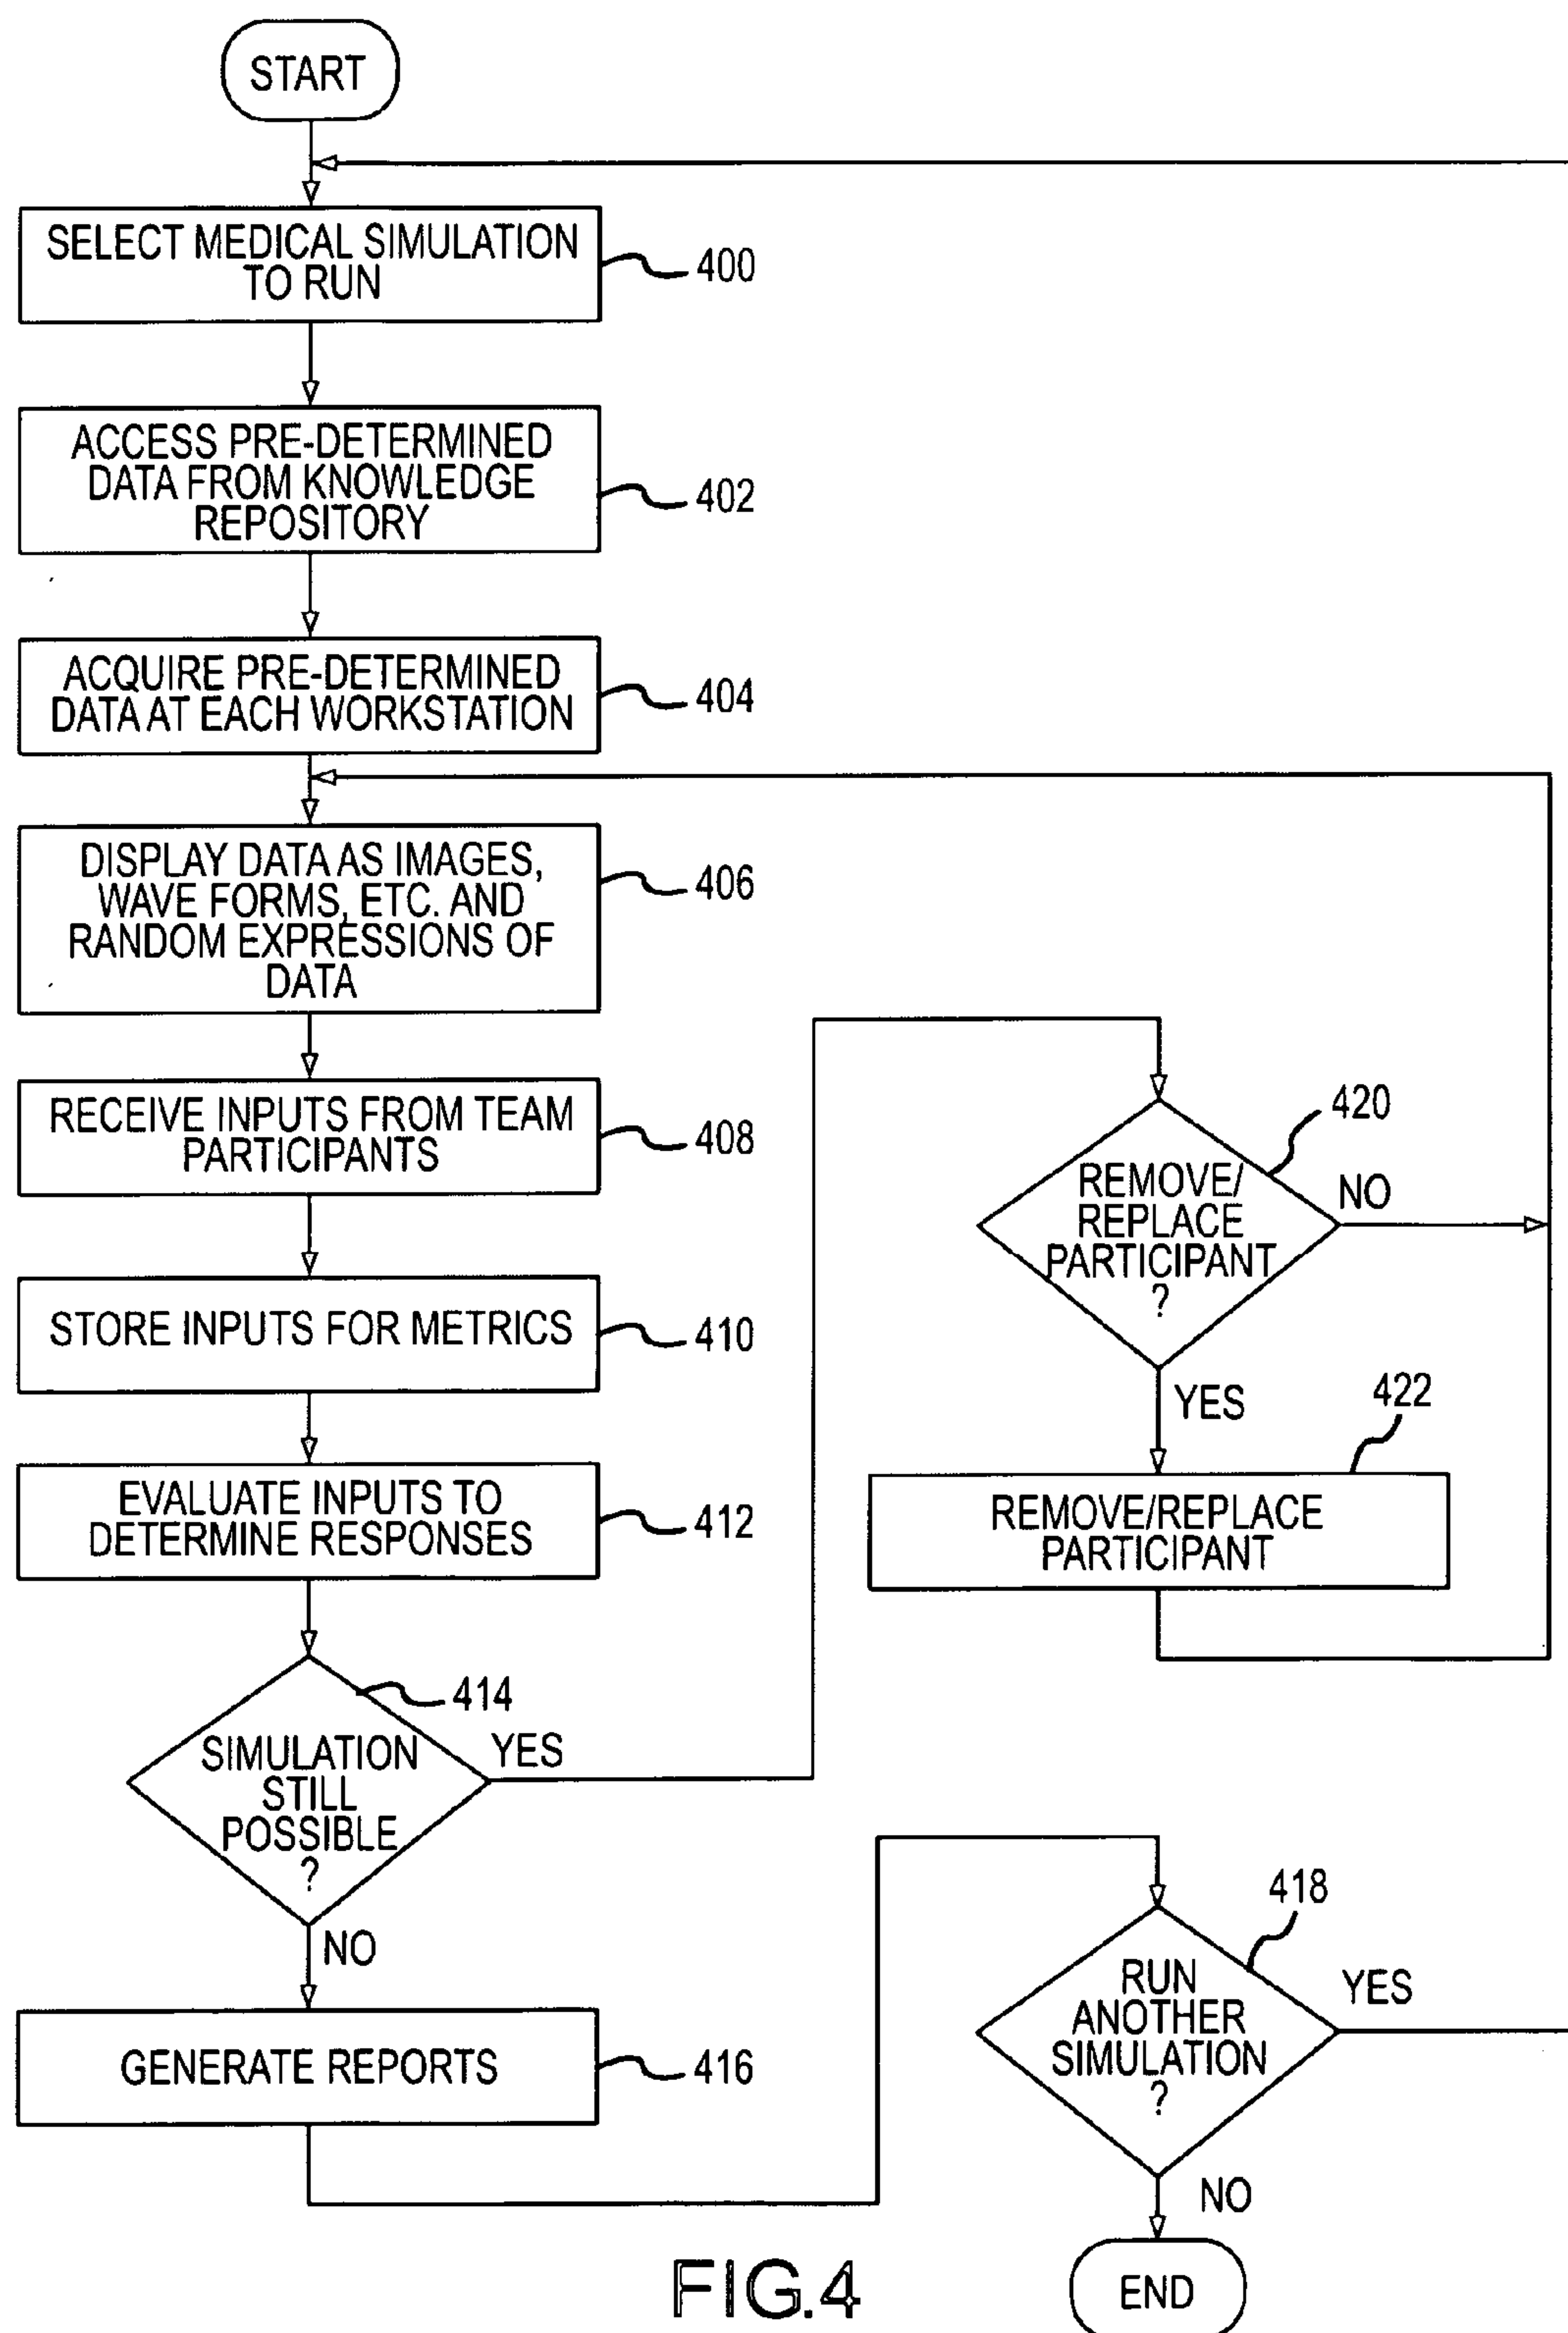 START
SELECT MEDICAL SIMULATION
TO RUN
400
ACCESS PRE-DETERMINED
DATA FROM KNOWLEDGE
REPOSITORY
402
ACQUIRE PRE-DETERMINED
DATA AT EACH WORKSTATION
404
DISPLAY DATA AS IMAGES,
WAVE FORMS, ETC. AND
RANDOM EXPRESSIONS OF
DATA
406
RECEIVE INPUTS FROM TEAM
PARTICIPANTS
408
STORE INPUTS FOR METRICS
410
EVALUATE INPUTS TO
DETERMINE RESPONSES
412
SIMULATION
STILL
POSSIBLE
?
414
YES
NO
GENERATE REPORTS
416
REMOVE/
REPLACE
PARTICIPANT
?
420
NO
YES
REMOVE/REPLACE
PARTICIPANT
422
RUN
ANOTHER
SIMULATION
?
418
YES
NO
END
FIG.4